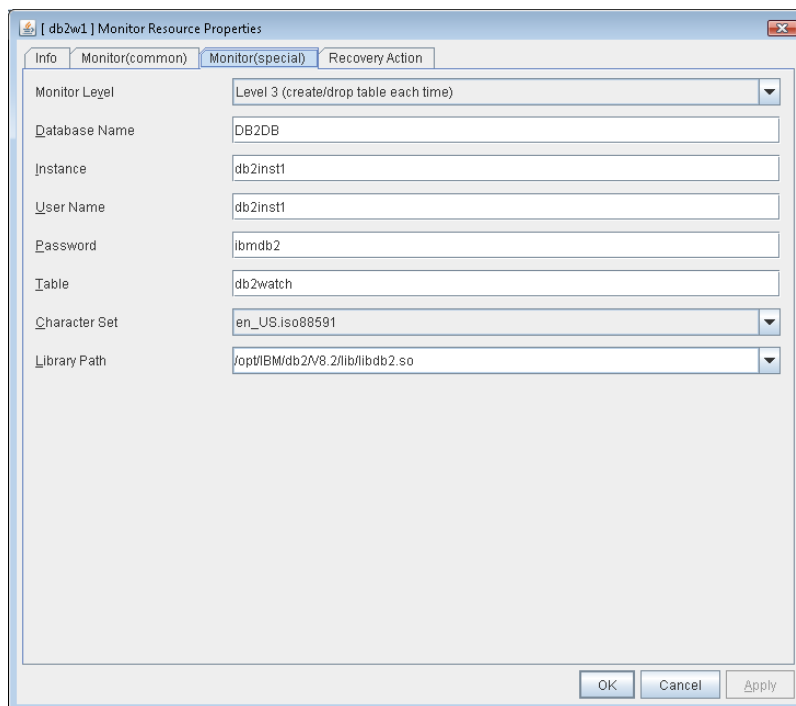 [ db2w1 ] Monitor Resource Properties
Info Monitor(common) Monitor(special) Recovery Action
Monitor Level Level 3 (create/drop table each time)
Database Name DB2DB
Instance db2inst1
User Name db2inst1
Password ibmdb2
Table db2watch
Character Set en_US.iso88591
Library Path /opt/IBM/db2/V8.2/lib/libdb2.so
OK Cancel Apply